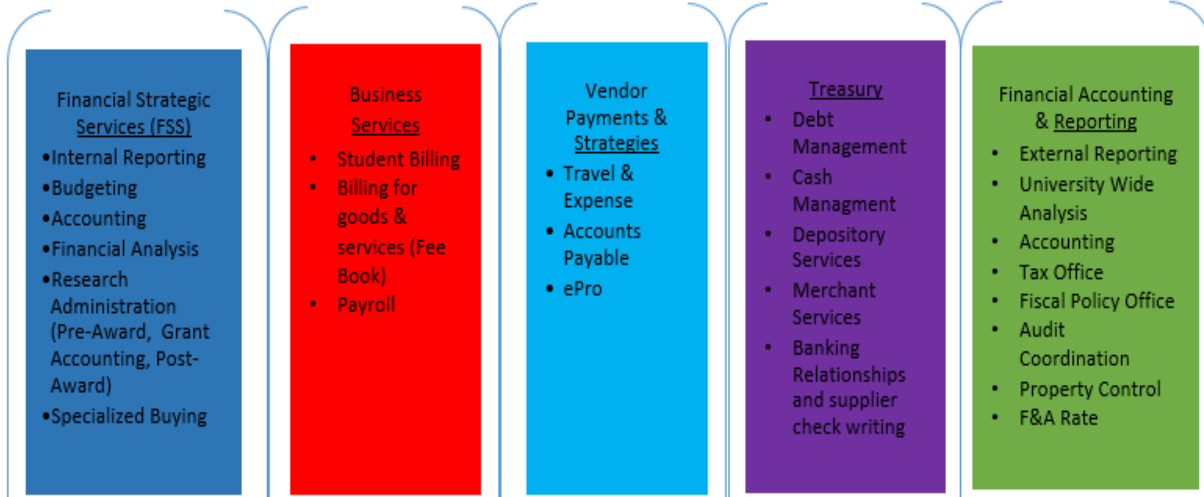 Financial Strategic
Services (FSS)
•Internal Reporting
•Budgeting
•Accounting
•Financial Analysis
•Research
Administration
(Pre-Award, Grant
Accounting, Post-
Award)
•Specialized Buying
Business
Services
• Student Billing
• Billing for
goods &
services (Fee
Book)
• Payroll
Vendor
Payments &
Strategies
• Travel &
Expense
• Accounts
Payable
• ePro
Treasury
• Debt
Management
• Cash
Managment
• Depository
Services
• Merchant
Services
• Banking
Relationships
and supplier
check writing
Financial Accounting
& Reporting
• External Reporting
• University Wide
Analysis
• Accounting
• Tax Office
• Fiscal Policy Office
• Audit
Coordination
• Property Control
• F&A Rate